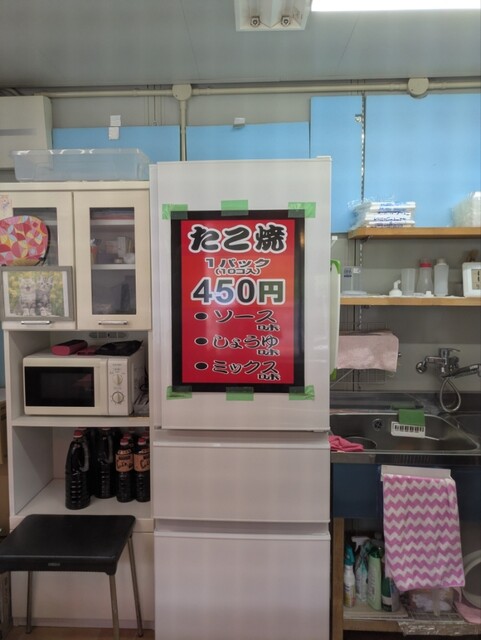 たこ焼
1パック
(10コ入)
450円
● ソース味
● しょうゆ味
● ミックス味